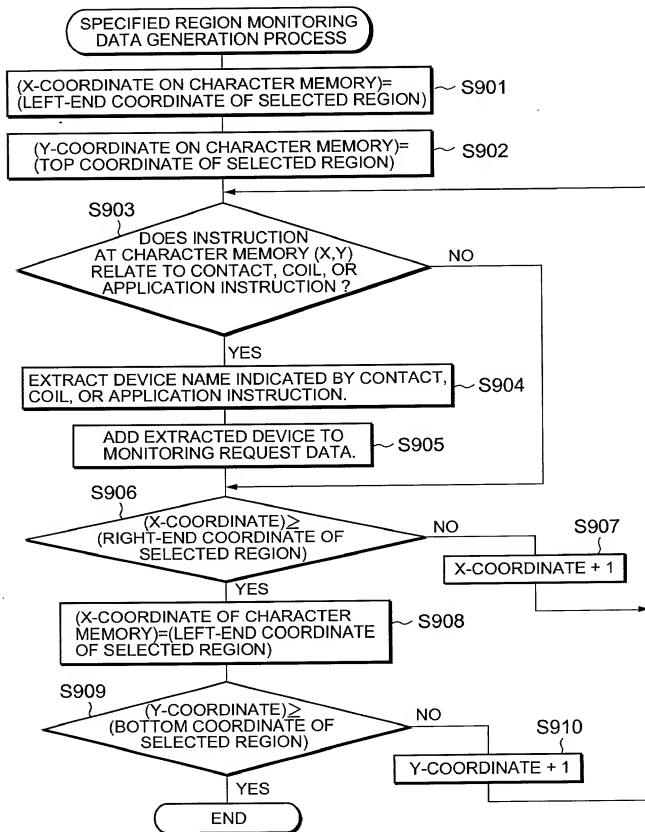 SPECIFIED REGION MONITORING
DATA GENERATION PROCESS
(X-COORDINATE ON CHARACTER MEMORY)=
(LEFT-END COORDINATE OF SELECTED REGION)
S901
(Y-COORDINATE ON CHARACTER MEMORY)=
(TOP COORDINATE OF SELECTED REGION)
S902
S903
DOES INSTRUCTION
AT CHARACTER MEMORY (X,Y)
RELATE TO CONTACT, COIL, OR
APPLICATION INSTRUCTION ?
NO
YES
EXTRACT DEVICE NAME INDICATED BY CONTACT,
COIL, OR APPLICATION INSTRUCTION.
S904
ADD EXTRACTED DEVICE TO
MONITORING REQUEST DATA.
S905
S906
(X-COORDINATE)≥
(RIGHT-END COORDINATE OF
SELECTED REGION)
NO
S907
X-COORDINATE + 1
YES
(X-COORDINATE OF CHARACTER
MEMORY)=(LEFT-END COORDINATE
OF SELECTED REGION)
S908
S909
(Y-COORDINATE)≥
(BOTTOM COORDINATE OF
SELECTED REGION)
NO
S910
Y-COORDINATE + 1
YES
END